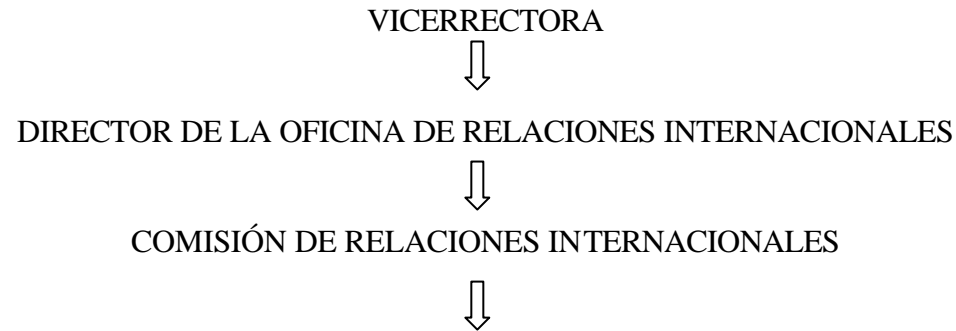 VICERRECTORA
DIRECTOR DE LA OFICINA DE RELACIONES INTERNACIONALES
COMISIÓN DE RELACIONES INTERNACIONALES